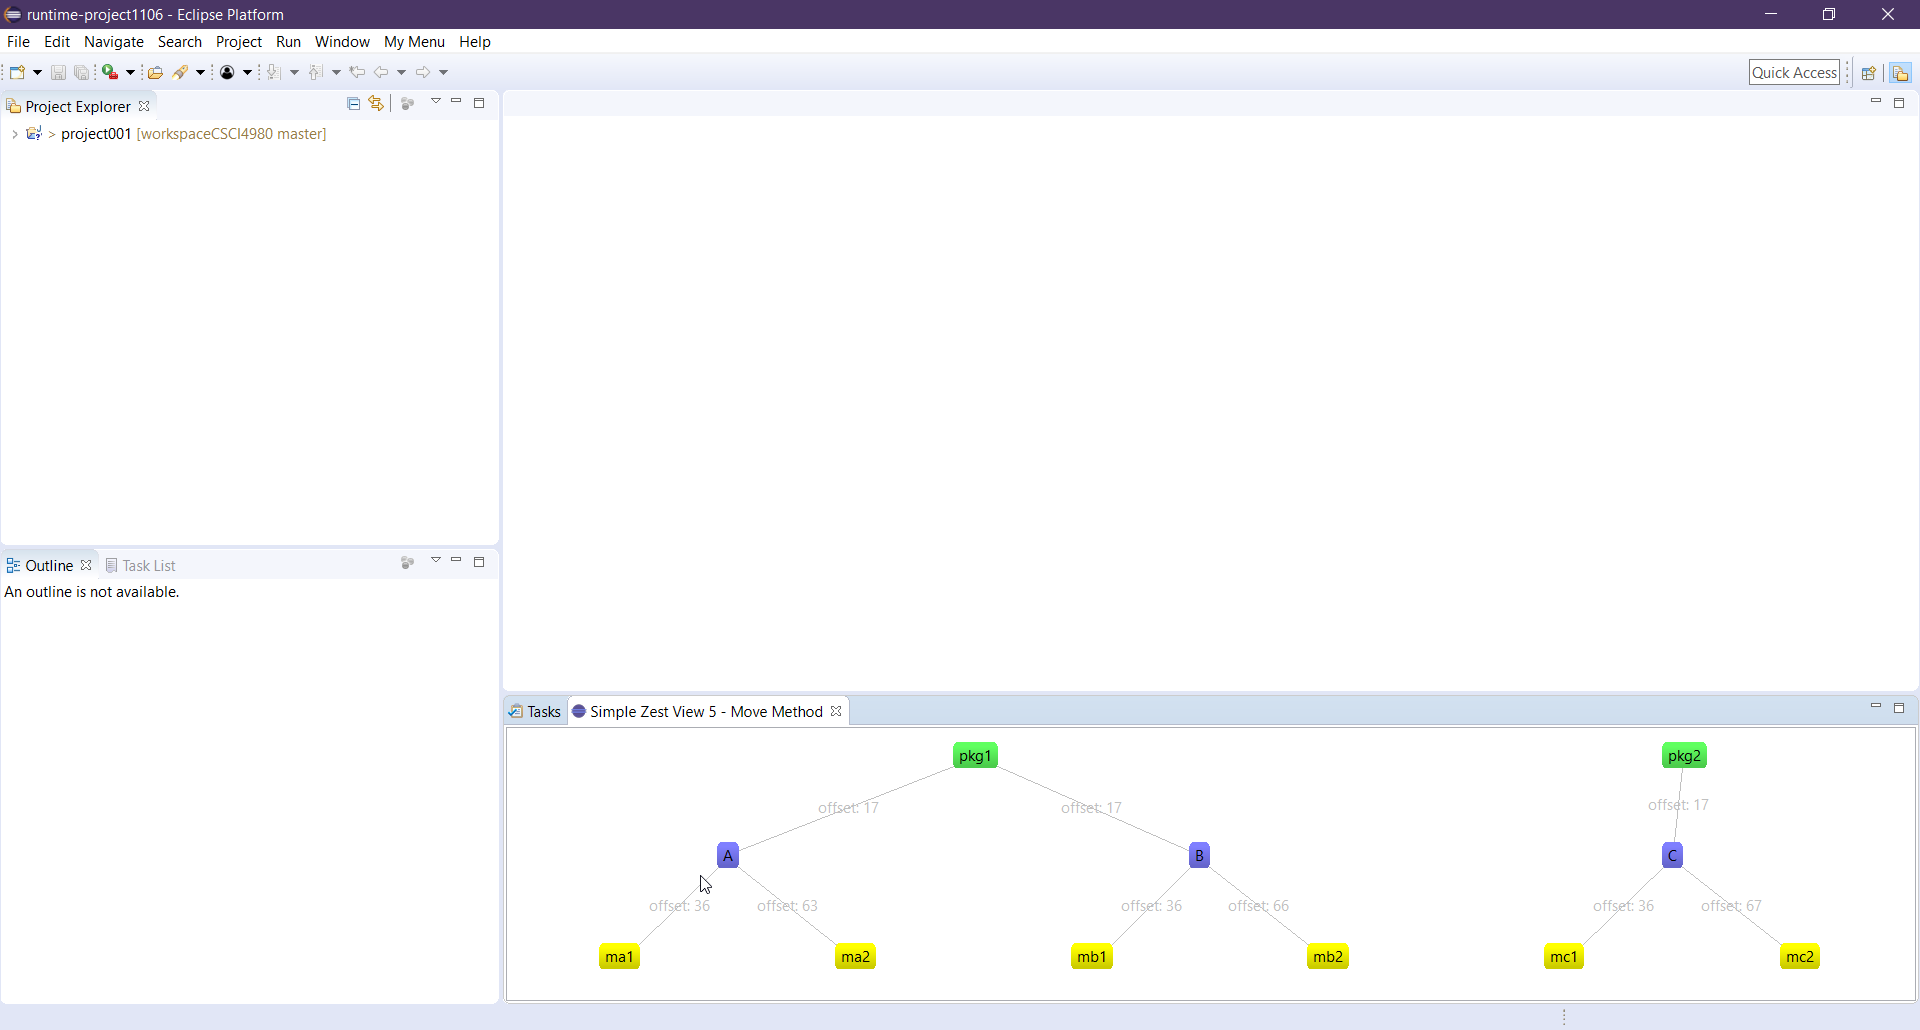 runtime-project1106 - Eclipse Platform
File Edit Navigate Search Project Run Window My Menu Help
Quick Access
Project Explorer
> project001 [workspaceCSCI4980 master]
Outline Task List
An outline is not available.
Tasks Simple Zest View 5 - Move Method
pkg1 pkg2
offset: 17 offset: 17 offset: 17
A B C
offset: 36 offset: 63 offset: 36 offset: 66 offset: 36 offset: 67
ma1 ma2 mb1 mb2 mc1 mc2